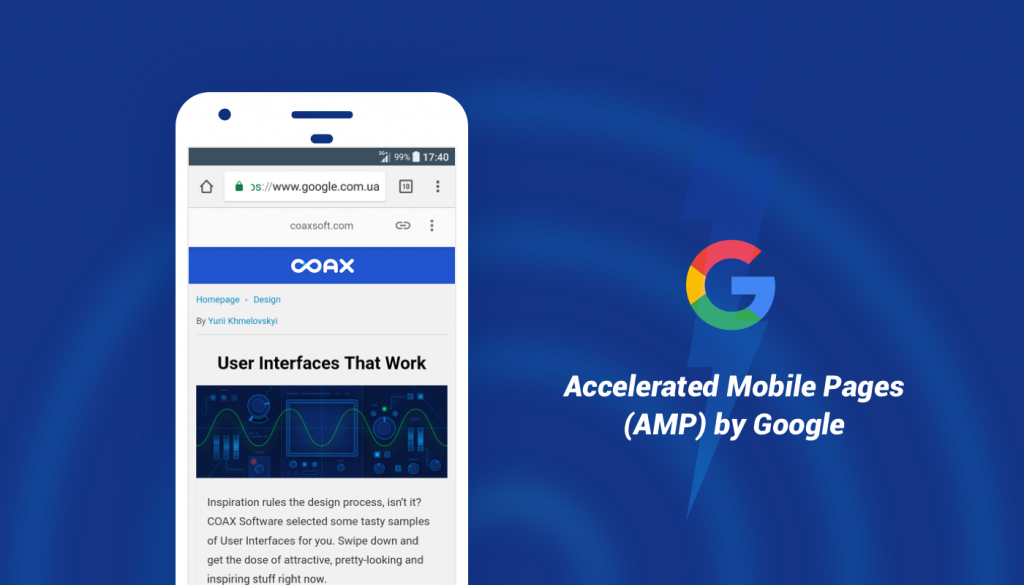 3G+ 99% 17:40
ps://www.google.com.ua 10
coaxsoft.com
COAX
Homepage - Design
By Yurii Khmelovskyi
User Interfaces That Work
Inspiration rules the design process, isn't it?
COAX Software selected some tasty samples
of User Interfaces for you. Swipe down and
get the dose of attractive, pretty-looking and
inspiring stuff right now.
G
Accelerated Mobile Pages
(AMP) by Google